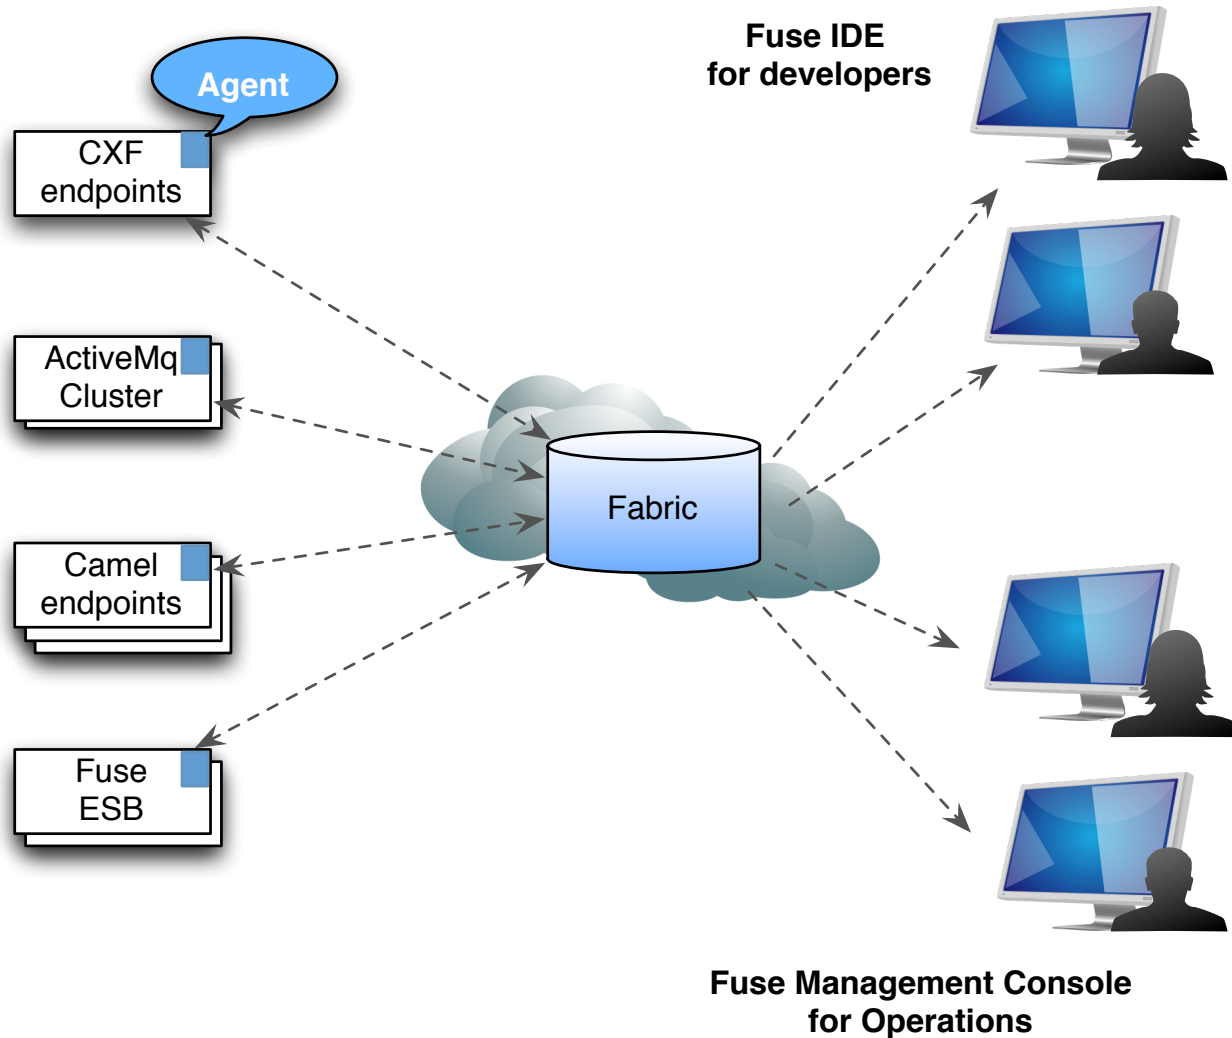 Fuse IDE
for developers
Agent
CXF
endpoints
ActiveMq
Cluster
Fabric
Camel
endpoints
Fuse
ESB
Fuse Management Console
for Operations